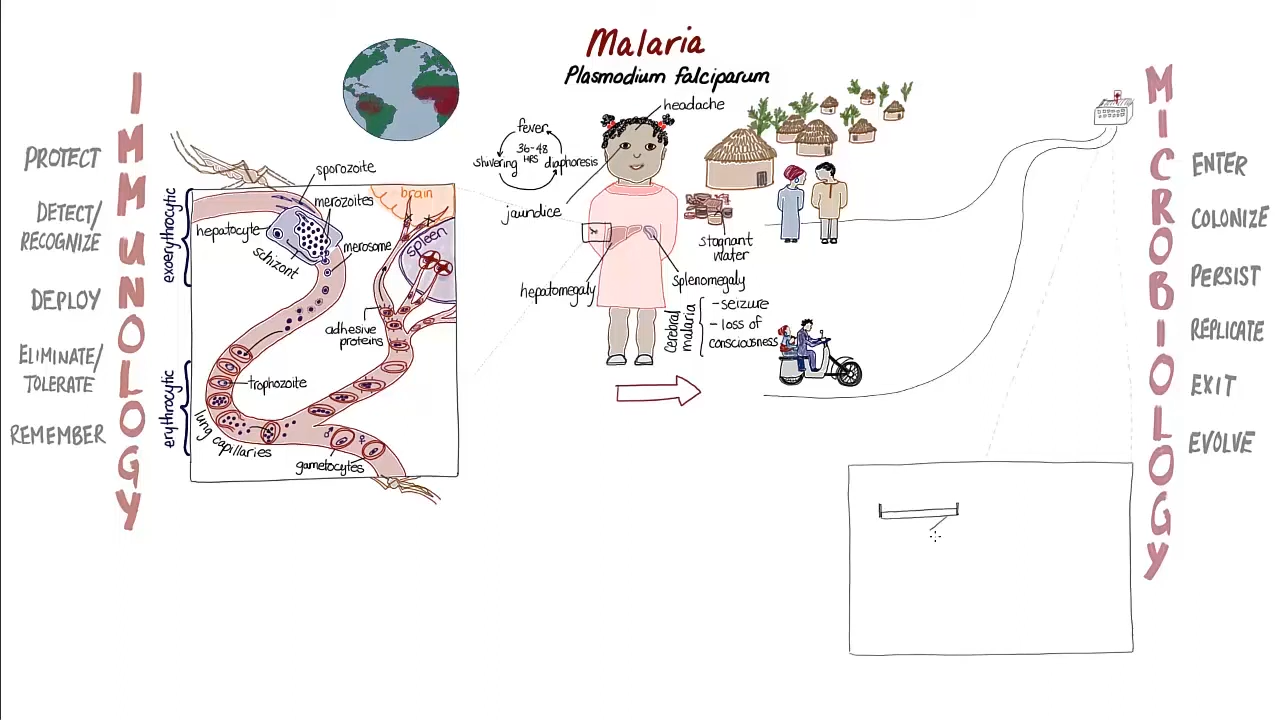 Malaria
Plasmodium falciparum
IMMUNOLOGY
PROTECT
DETECT/
RECOGNIZE
DEPLOY
ELIMINATE/
TOLERATE
REMEMBER
exoerythrocytic
erythrocytic
sporozoite
merozoites
hepatocyte
schizont
merosome
brain
spleen
adhesive
proteins
trophozoite
lung capillaries
gametocytes
♂ ♀
fever
36-48
HRS
shivering
diaphoresis
headache
jaundice
hepatomegaly
splenomegaly
cerebral
malaria
-seizure
-loss of
consciousness
stagnant
water
MICROBIOLOGY
ENTER
COLONIZE
PERSIST
REPLICATE
EXIT
EVOLVE